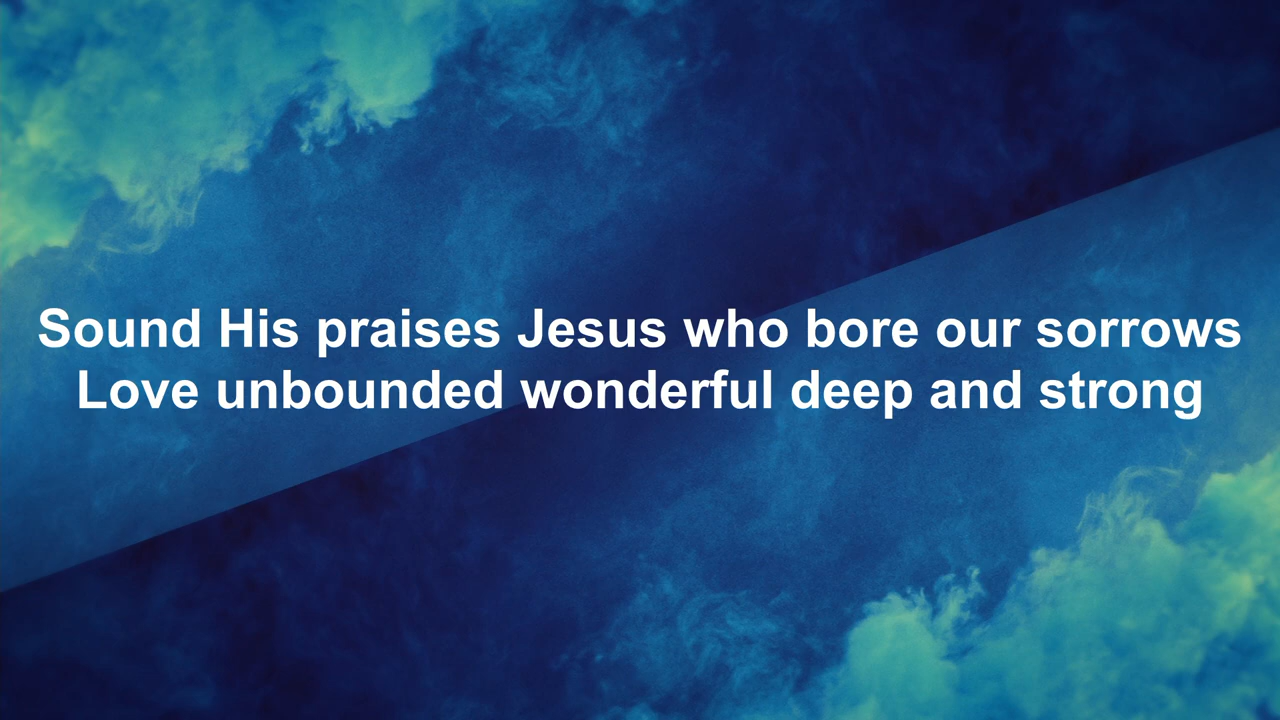 Sound His praises Jesus who bore our sorrows
Love unbounded wonderful deep and strong